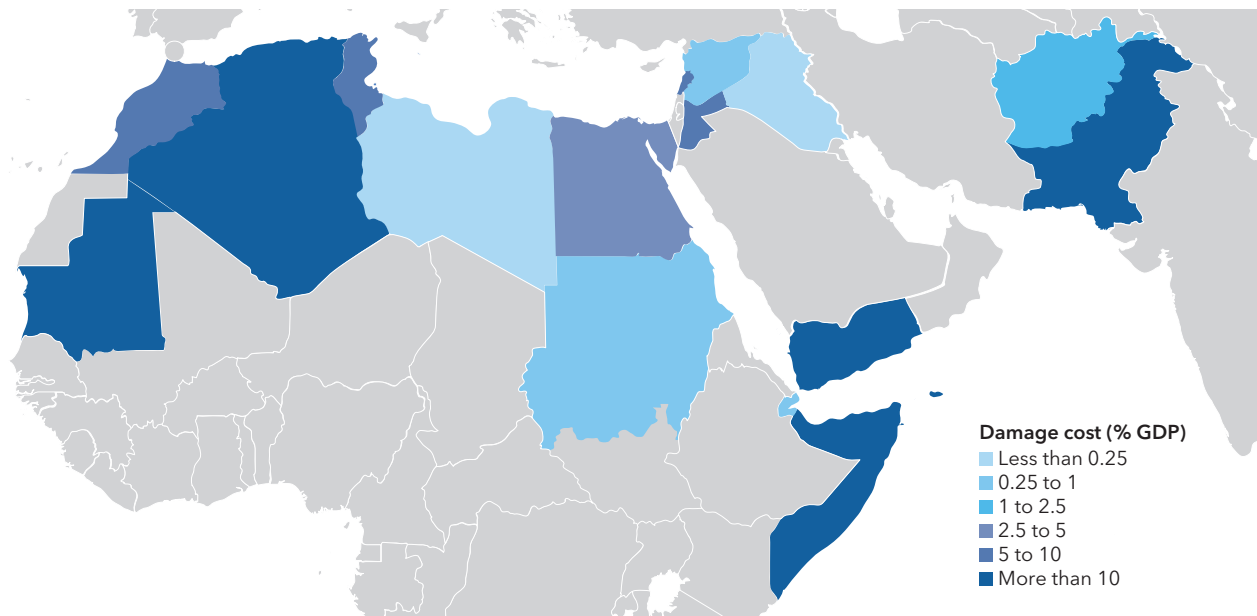 Damage cost (% GDP)
Less than 0.25
0.25 to 1
1 to 2.5
2.5 to 5
5 to 10
More than 10